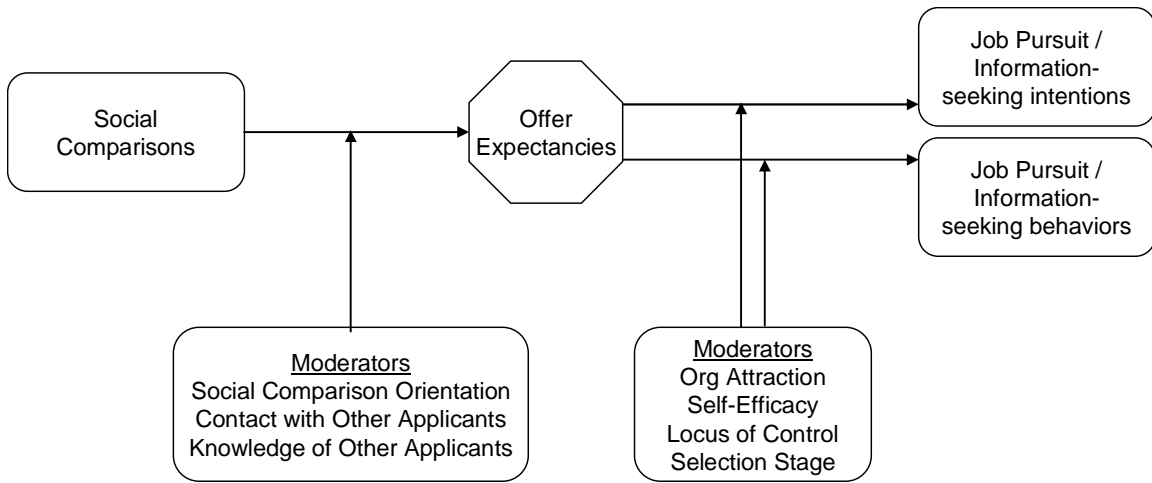 Social
Comparisons
Offer
Expectancies
Job Pursuit /
Information-
seeking intentions
Job Pursuit /
Information-
seeking behaviors
Moderators
Social Comparison Orientation
Contact with Other Applicants
Knowledge of Other Applicants
Moderators
Org Attraction
Self-Efficacy
Locus of Control
Selection Stage